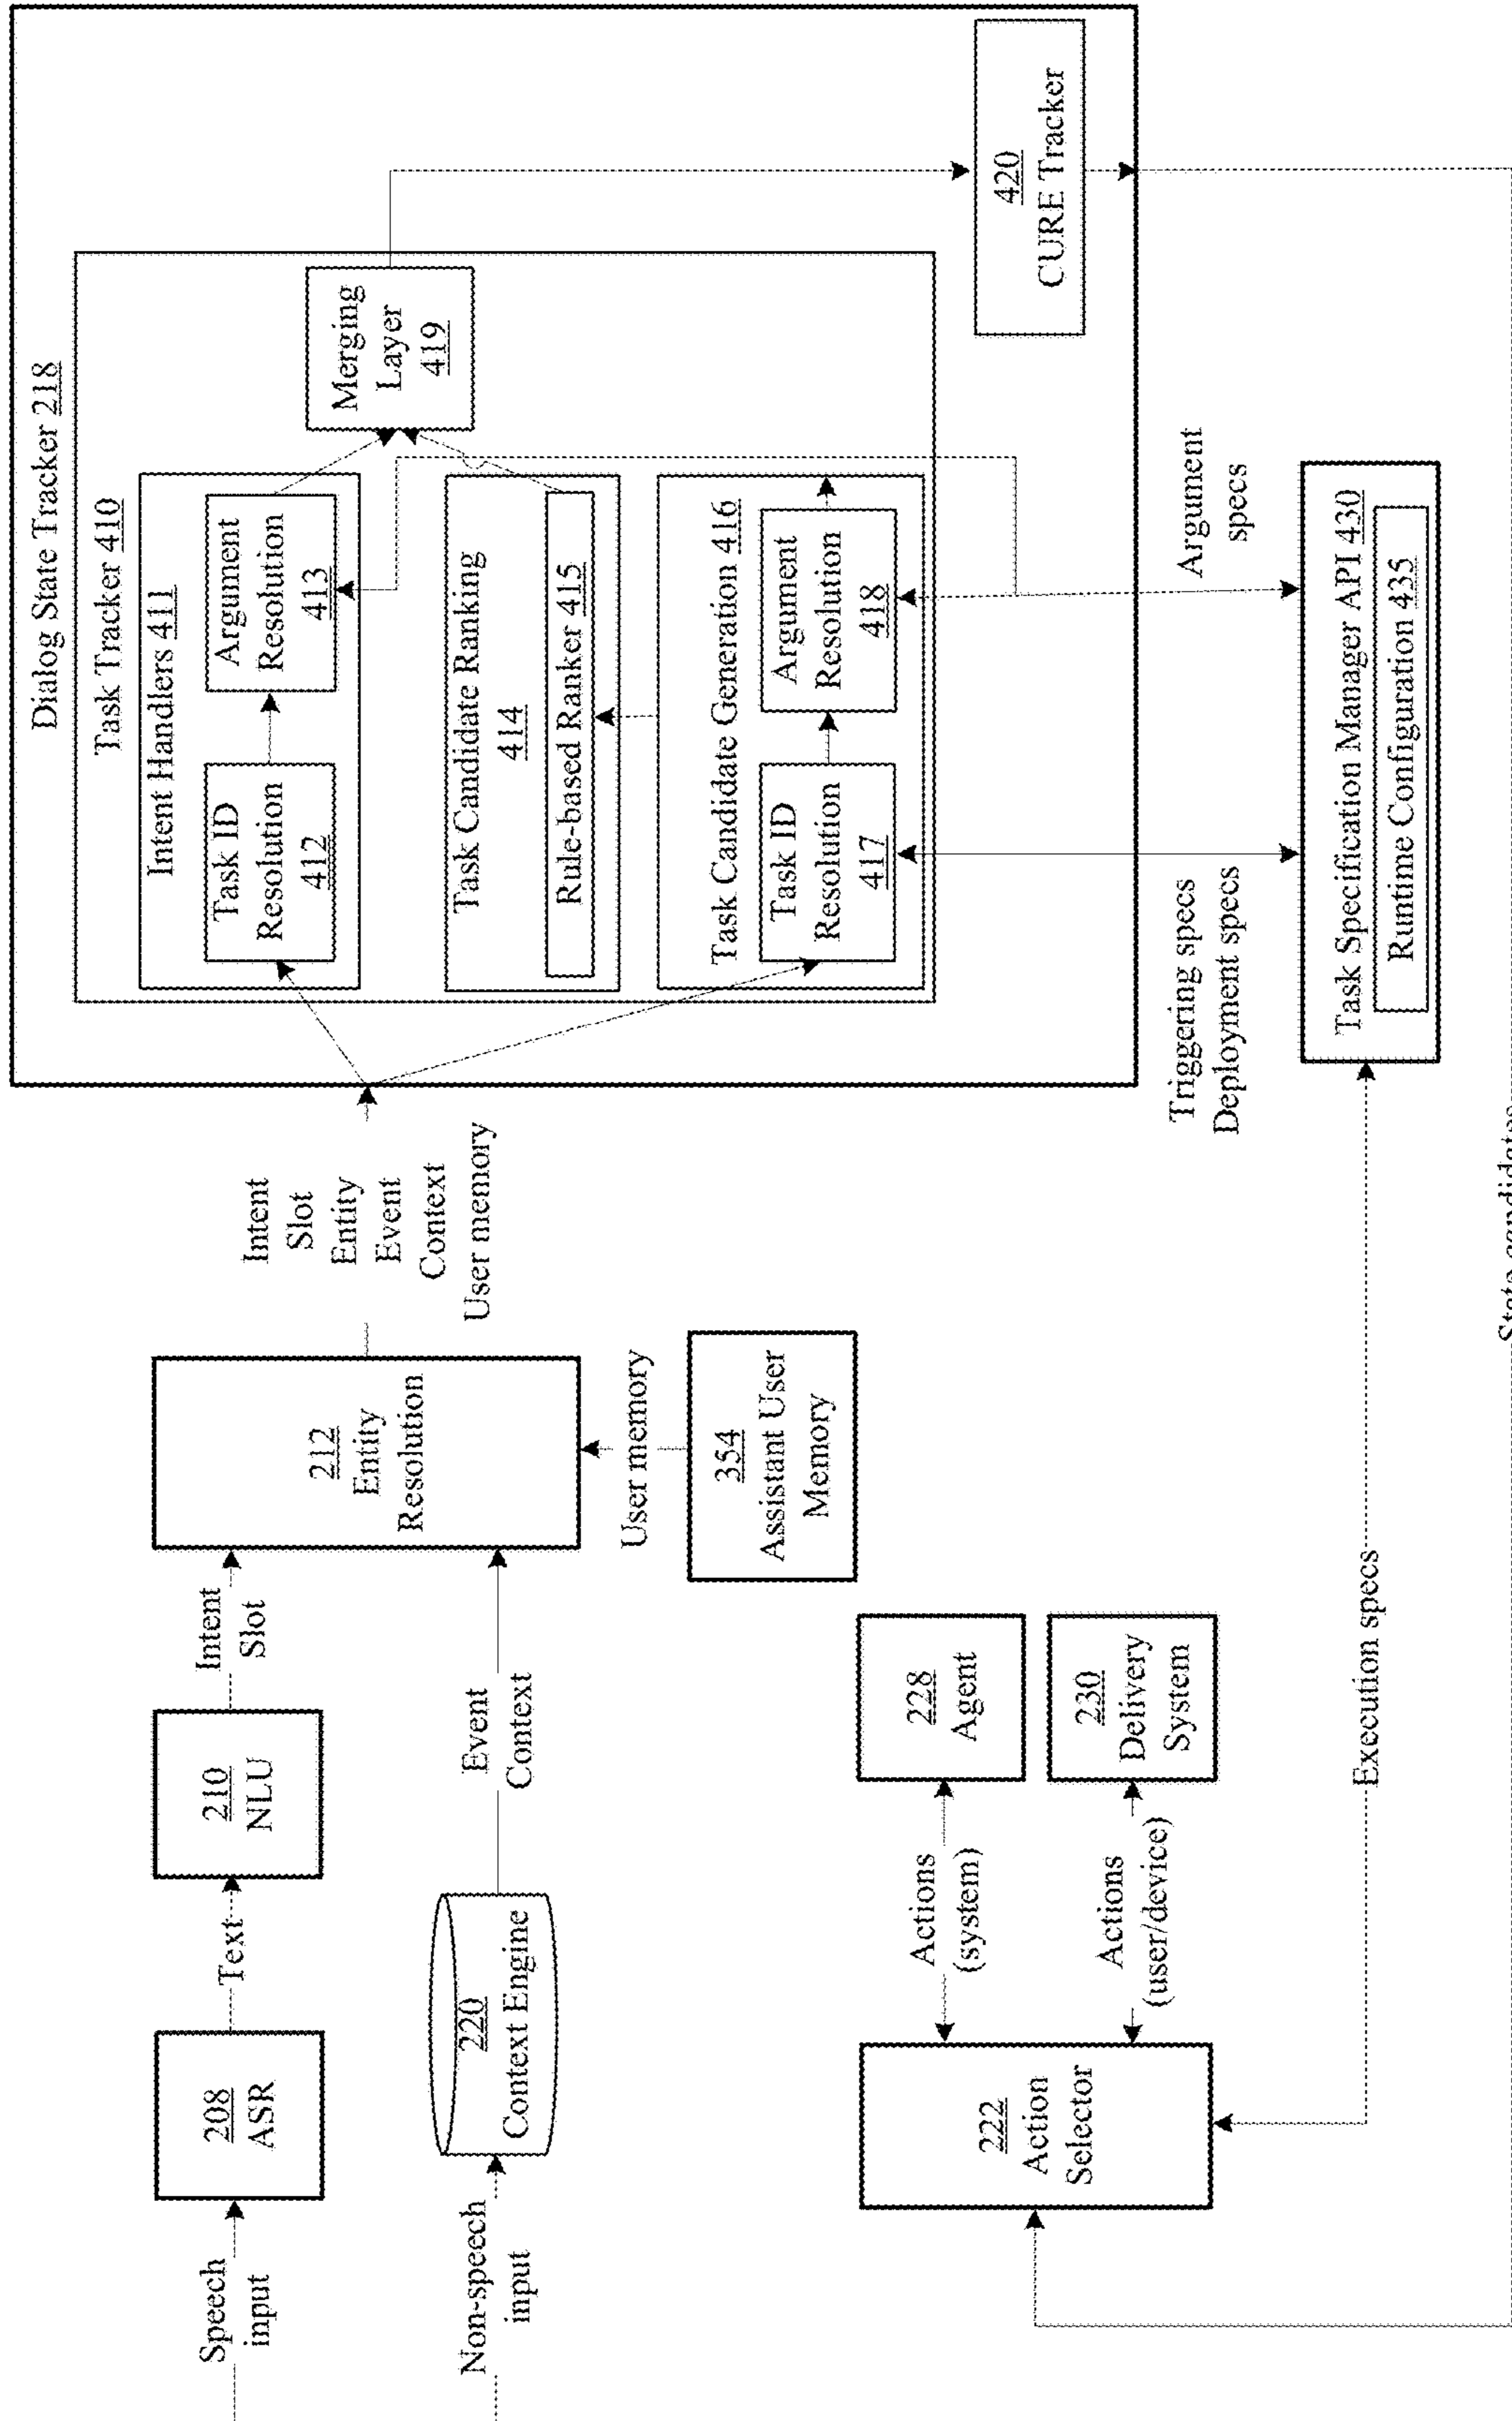 Speech
input
208
ASR
Text
210
NLU
Intent
Slot
Non-speech
input
220
Context Engine
Event
Context
212
Entity
Resolution
User memory
354
Assistant User
Memory
Intent
Slot
Entity
Event
Context
User memory
Dialog State Tracker 218
Task Tracker 410
Intent Handlers 411
Task ID
Resolution
412
Argument
Resolution
413
Task Candidate Ranking
414
Rule-based Ranker 415
Task Candidate Generation 416
Task ID
Resolution
417
Argument
Resolution
418
Merging
Layer
419
420
CURE Tracker
Triggering specs
Deployment specs
Argument
specs
Task Specification Manager API 430
Runtime Configuration 435
222
Action
Selector
Actions
(system)
228
Agent
Actions
(user/device)
230
Delivery
System
Execution specs
State candidates